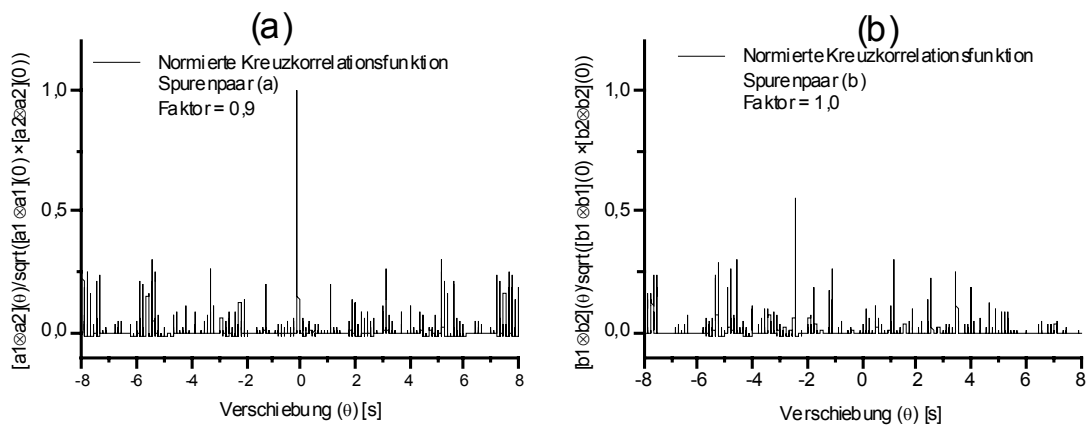 (a)
Normierte Kreuzkorrelationsfunktion
Spurenpaar (a)
Faktor = 0,9
[a1⊗a2](θ)/sqrt([a1⊗a1](0) ×[a2⊗a2](0))
1,0
0,5
0,0
-8 -6 -4 -2 0 2 4 6 8
Verschiebung (θ) [s]
(b)
Normierte Kreuzkorrelationsfunktion
Spurenpaar (b)
Faktor = 1,0
[b1⊗b2](θ)/sqrt([b1⊗b1](0) ×[b2⊗b2](0))
1,0
0,5
0,0
-8 -6 -4 -2 0 2 4 6 8
Verschiebung (θ) [s]